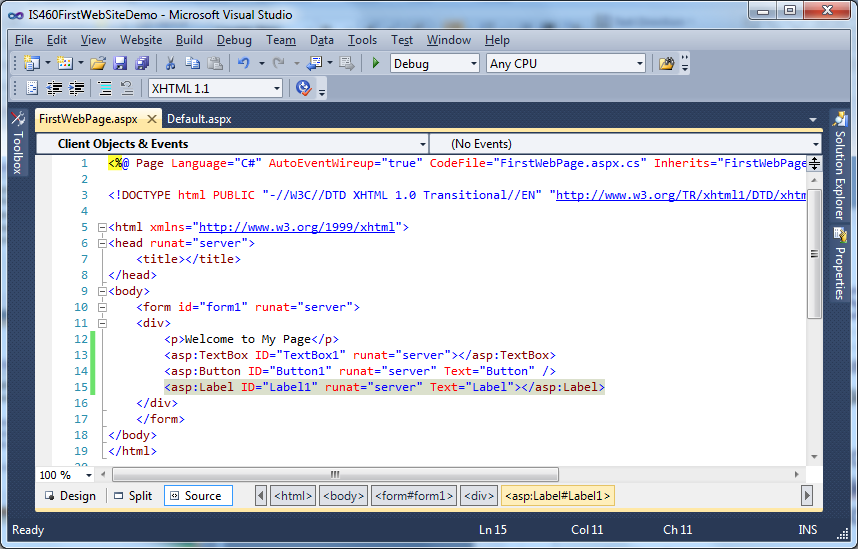 IS460FirstWebSiteDemo - Microsoft Visual Studio
File Edit View Website Build Debug Team Data Tools Test Window Help
Debug Any CPU
XHTML 1.1
Toolbox
FirstWebPage.aspx Default.aspx
Client Objects & Events (No Events)
1 <%@ Page Language="C#" AutoEventWireup="true" CodeFile="FirstWebPage.aspx.cs" Inherits="FirstWebPage
2
3 <!DOCTYPE html PUBLIC "-//W3C//DTD XHTML 1.0 Transitional//EN" "http://www.w3.org/TR/xhtml1/DTD/xhtm
4
5 <html xmlns="http://www.w3.org/1999/xhtml">
6 <head runat="server">
7 <title></title>
8 </head>
9 <body>
10 <form id="form1" runat="server">
11 <div>
12 <p>Welcome to My Page</p>
13 <asp:TextBox ID="TextBox1" runat="server"></asp:TextBox>
14 <asp:Button ID="Button1" runat="server" Text="Button" />
15 <asp:Label ID="Label1" runat="server" Text="Label"></asp:Label>
16 </div>
17 </form>
18 </body>
19 </html>
Solution Explorer
Properties
100 %
Design Split Source <html> <body> <form#form1> <div> <asp:Label#Label1>
Ready Ln 15 Col 11 Ch 11 INS